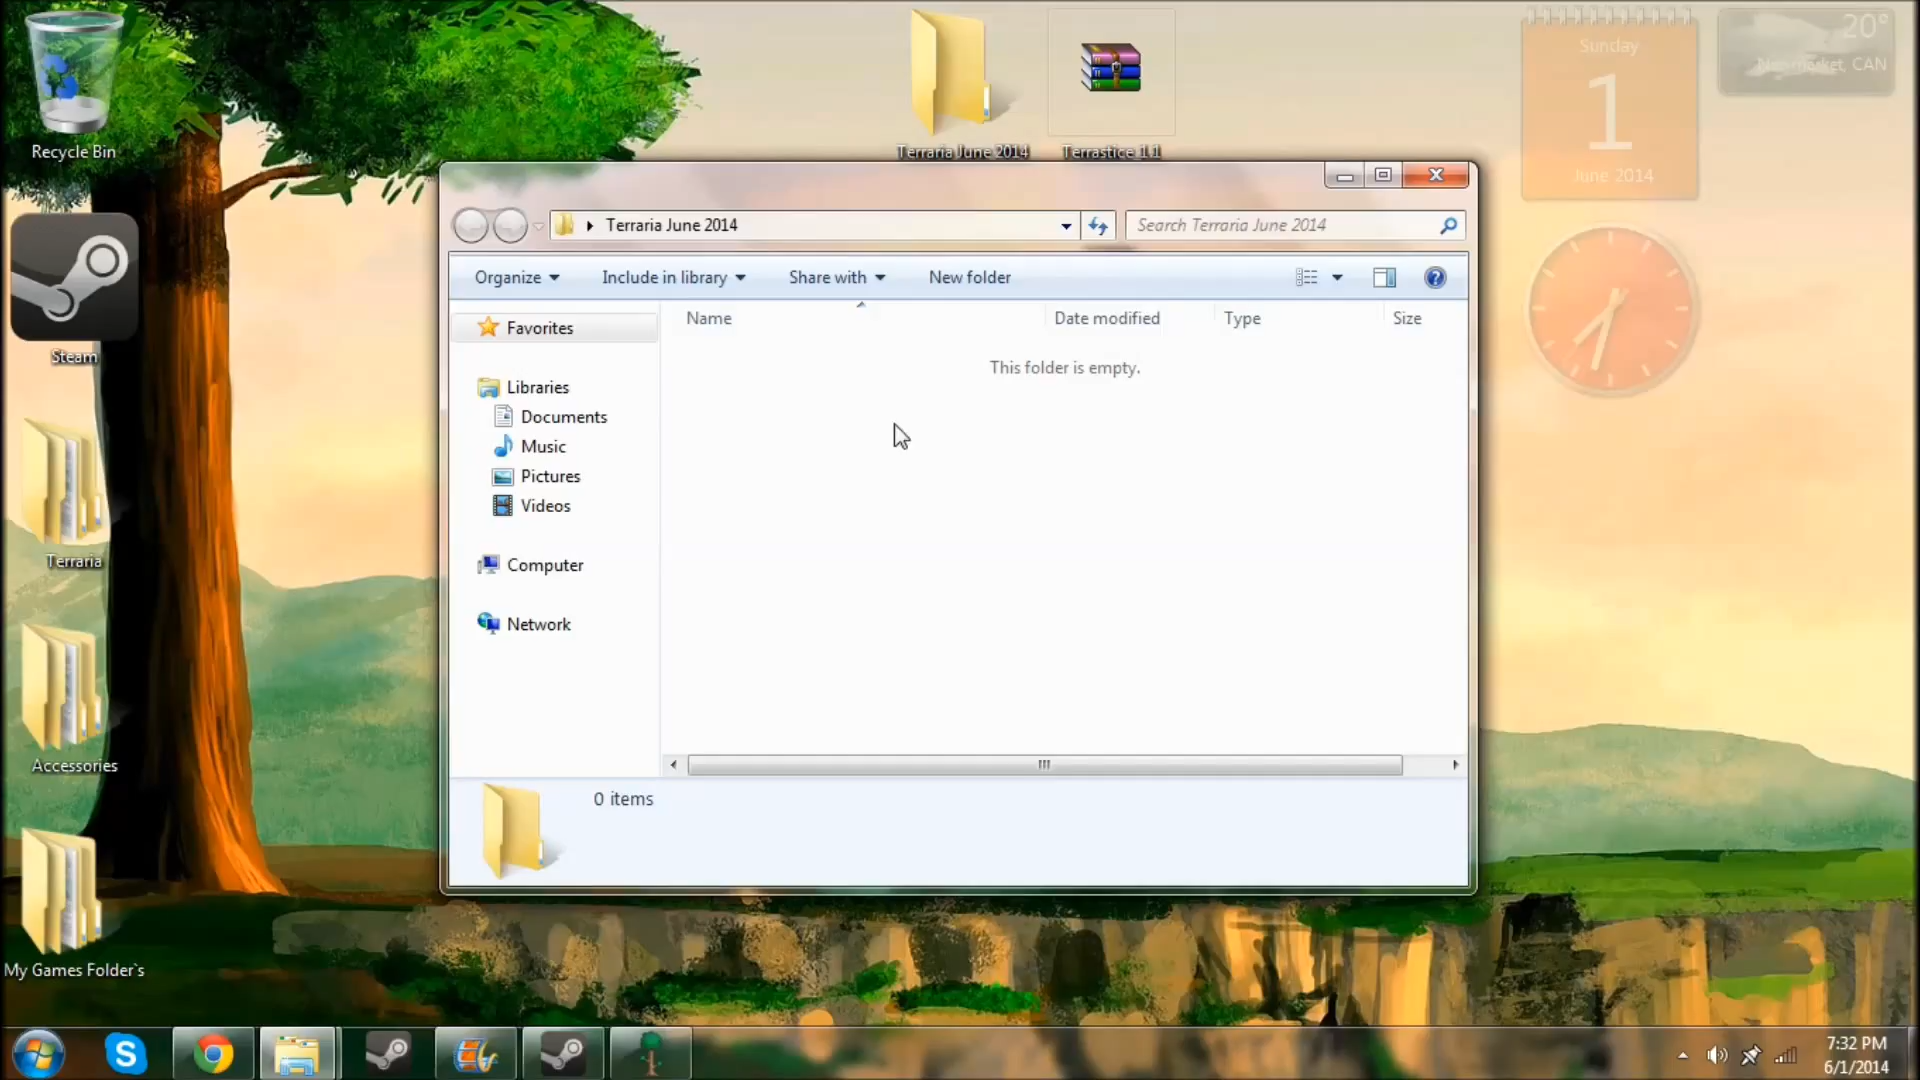 Recycle Bin
Steam
Terraria
Accessories
My Games Folder`s
Terraria June 2014
Terrastice 1.1
Sunday
1
June 2014
20°
Newmarket, CAN
Terraria June 2014
Search Terraria June 2014
Organize
Include in library
Share with
New folder
Favorites
Libraries
Documents
Music
Pictures
Videos
Computer
Network
Name
Date modified
Type
Size
This folder is empty.
0 items
7:32 PM
6/1/2014